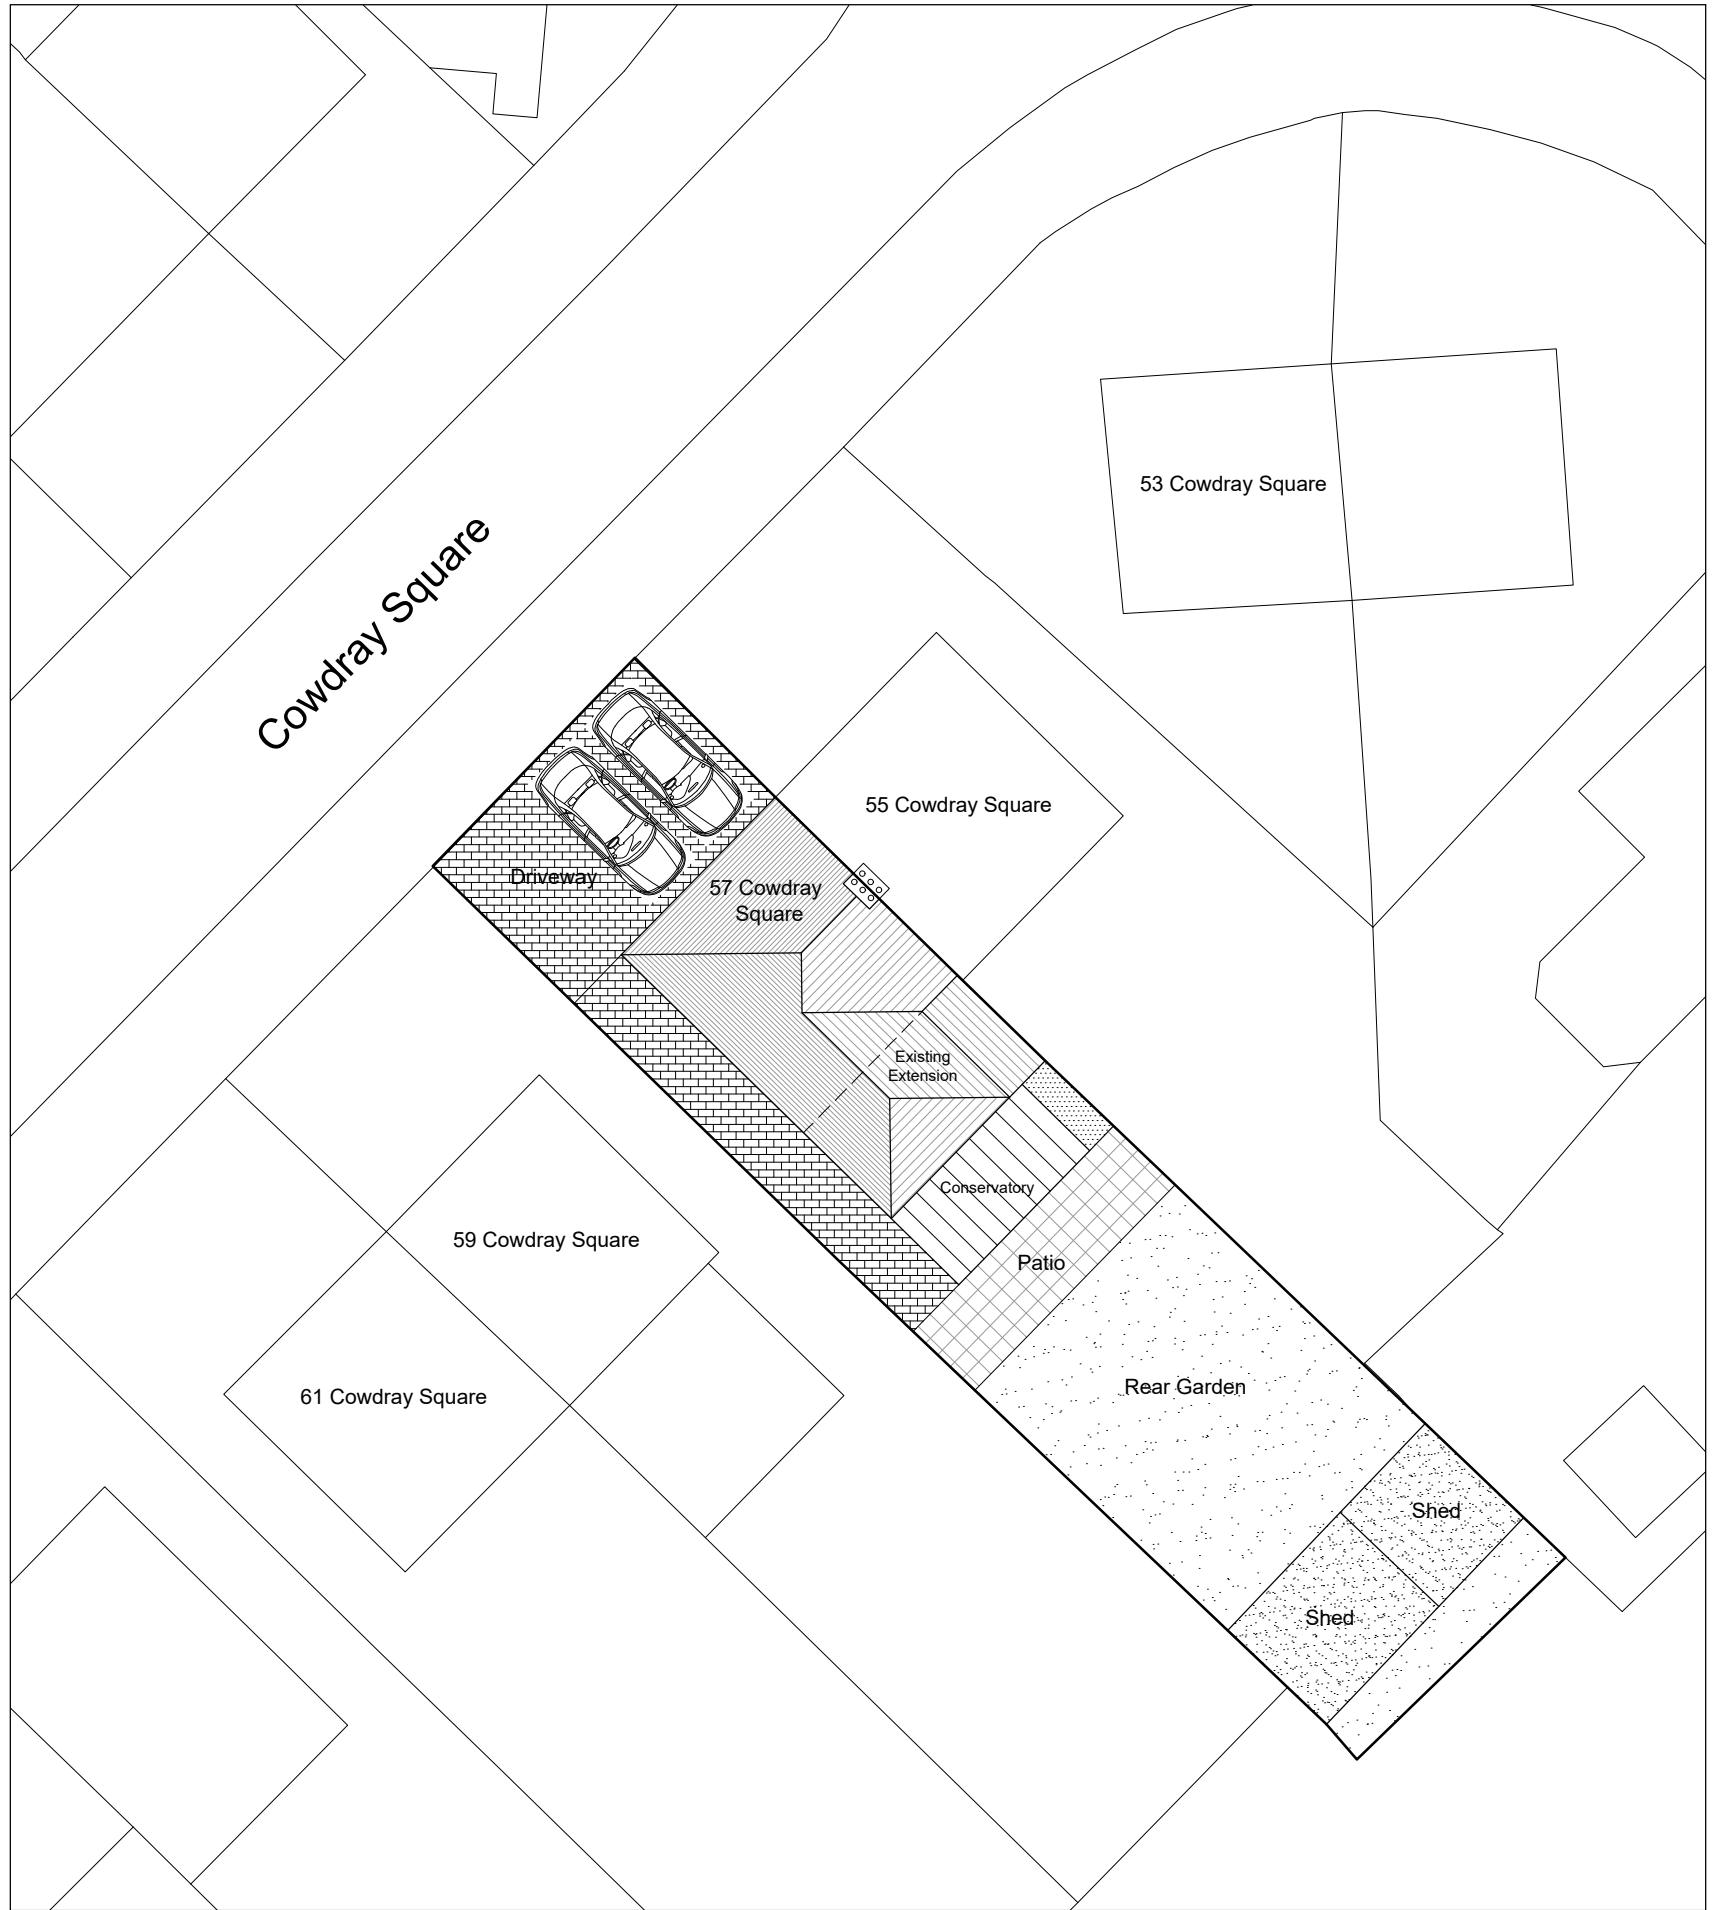 Cowdray Square
53 Cowdray Square
55 Cowdray Square
Driveway
57 Cowdray
Square
Existing
Extension
Conservatory
Patio
59 Cowdray Square
61 Cowdray Square
Rear Garden
Shed
Shed